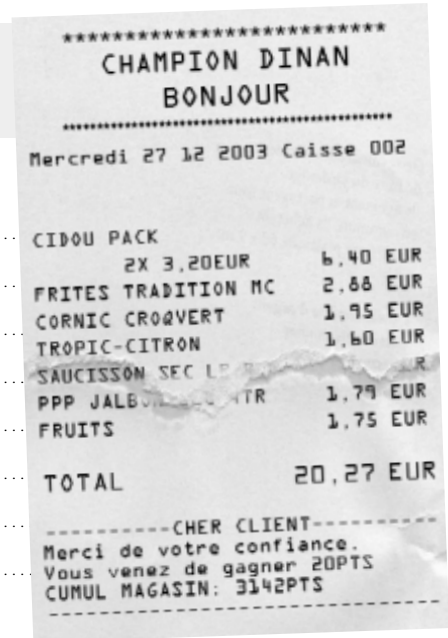 **************************
CHAMPION DINAN
BONJOUR
**********************************************
Mercredi 27 12 2003 Caisse 002
CIDOU PACK
2X 3,20EUR 6,40 EUR
FRITES TRADITION MC 2,88 EUR
CORNIC CROQVERT 1,95 EUR
TROPIC-CITRON 1,60 EUR
SAUCISSON SEC
PPP 1,79 EUR
FRUITS 1,75 EUR
TOTAL 20,27 EUR
----------CHER CLIENT----------
Merci de votre confiance.
Vous venez de gagner 20PTS
CUMUL MAGASIN: 3142PTS
--------------------------------